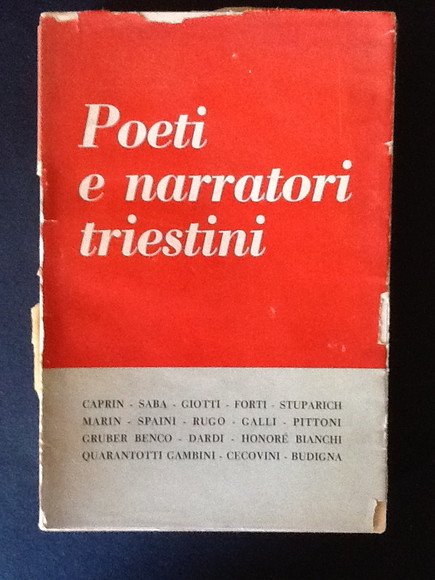 Poeti
e narratori
triestini
CAPRIN - SABA - GIOTTI - FORTI - STUPARICH
MARIN - SPAINI - RUGO - GALLI - PITTONI
GRUBER BENCO - DARDI - HONORÉ BIANCHI
QUARANTOTTI GAMBINI - CECOVINI - BUDIGNA